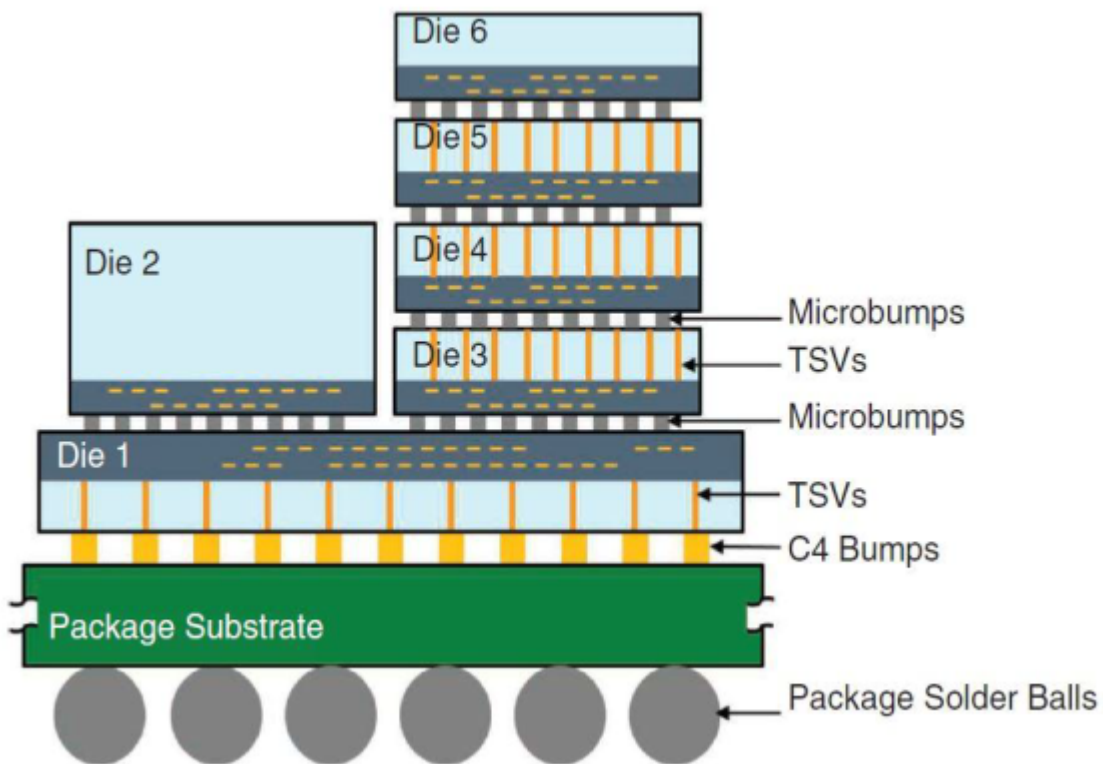 Die 6
Die 5
Die 2
Die 4
Microbumps
Die 3
TSVs
Microbumps
Die 1
TSVs
C4 Bumps
Package Substrate
Package Solder Balls